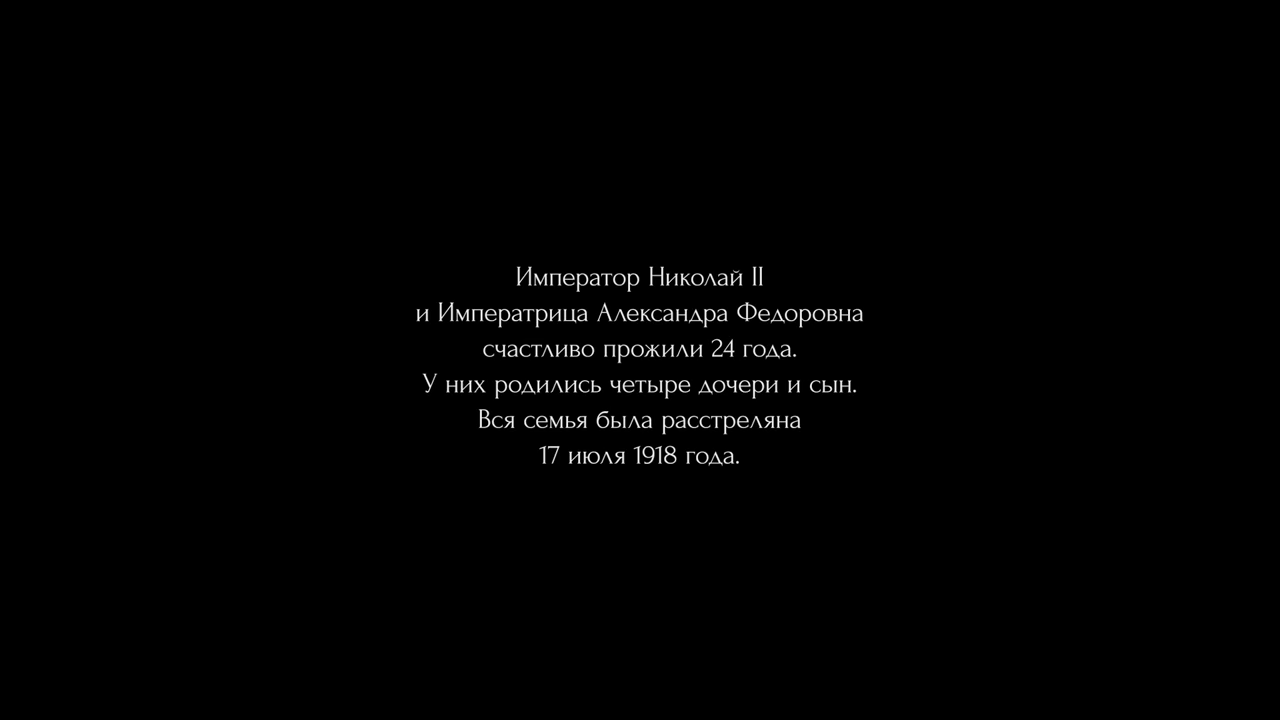 Император Николай II
и Императрица Александра Федоровна
счастливо прожили 24 года.
У них родились четыре дочери и сын.
Вся семья была расстреляна
17 июля 1918 года.